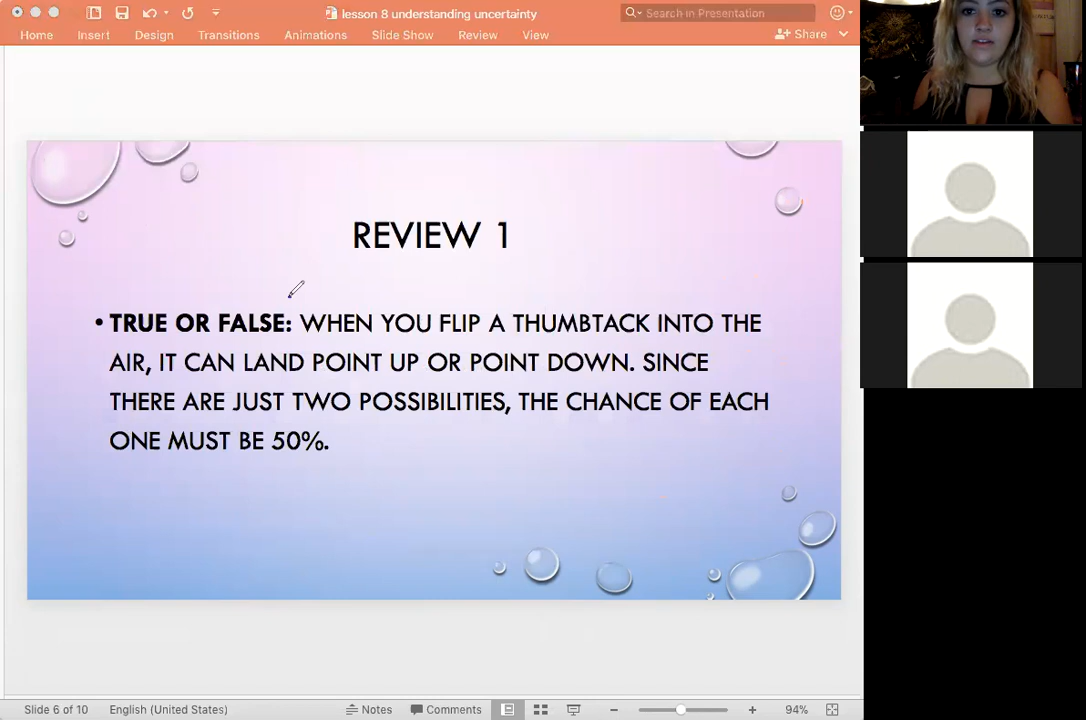 lesson 8 understanding uncertainty
Search in Presentation
Home Insert Design Transitions Animations Slide Show Review View Share
REVIEW 1
• TRUE OR FALSE: WHEN YOU FLIP A THUMBTACK INTO THE
AIR, IT CAN LAND POINT UP OR POINT DOWN. SINCE
THERE ARE JUST TWO POSSIBILITIES, THE CHANCE OF EACH
ONE MUST BE 50%.
Slide 6 of 10 English (United States) Notes Comments 94%